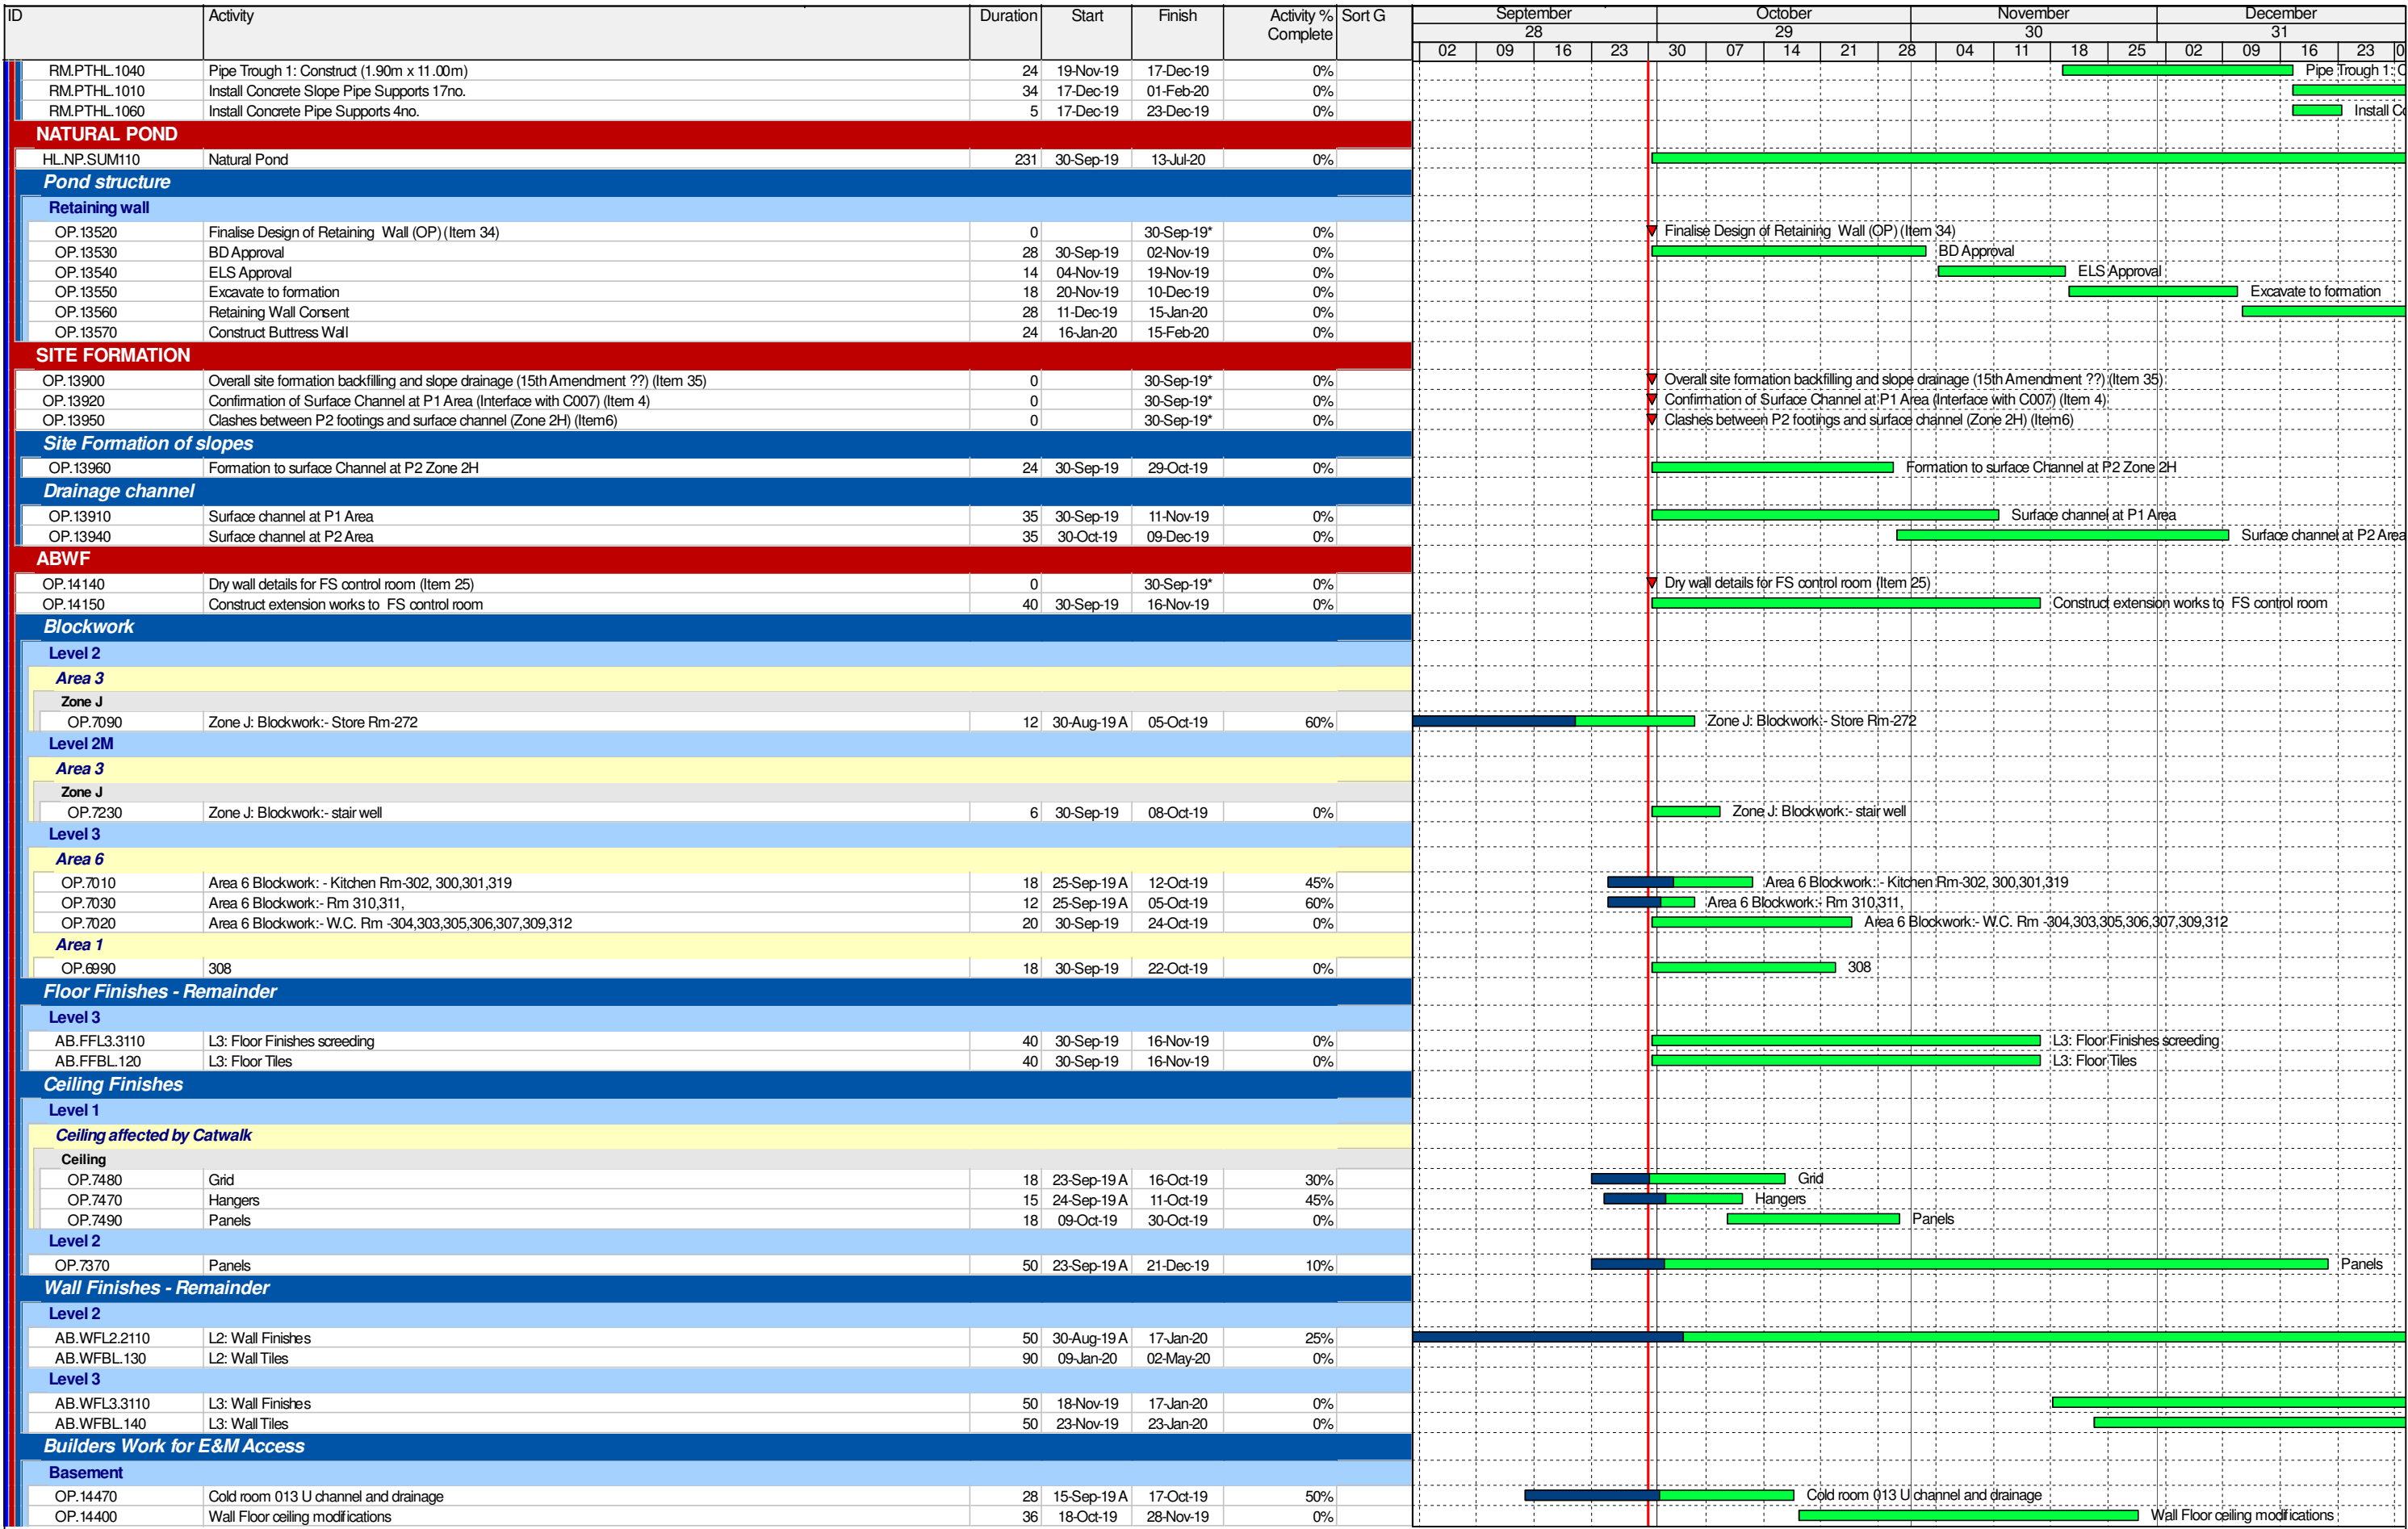 ID Activity Duration Start Finish Activity % Complete Sort G September October November December
28 29 30 31
02 09 16 23 30 07 14 21 28 04 11 18 25 02 09 16 23 0
RM.PTHL.1040 Pipe Trough 1: Construct (1.90m x 11.00m) 24 19-Nov-19 17-Dec-19 0% Pipe Trough 1: C
RM.PTHL.1010 Install Concrete Slope Pipe Supports 17no. 34 17-Dec-19 01-Feb-20 0%
RM.PTHL.1060 Install Concrete Pipe Supports 4no. 5 17-Dec-19 23-Dec-19 0% Install Co
NATURAL POND
HL.NP.SUM110 Natural Pond 231 30-Sep-19 13-Jul-20 0%
Pond structure
Retaining wall
OP.13520 Finalise Design of Retaining Wall (OP) (Item 34) 0 30-Sep-19* 0% Finalise Design of Retaining Wall (OP) (Item 34)
OP.13530 BD Approval 28 30-Sep-19 02-Nov-19 0% BD Approval
OP.13540 ELS Approval 14 04-Nov-19 19-Nov-19 0% ELS Approval
OP.13550 Excavate to formation 18 20-Nov-19 10-Dec-19 0% Excavate to formation
OP.13560 Retaining Wall Consent 28 11-Dec-19 15-Jan-20 0%
OP.13570 Construct Buttress Wall 24 16-Jan-20 15-Feb-20 0%
SITE FORMATION
OP.13900 Overall site formation backfilling and slope drainage (15th Amendment ??) (Item 35) 0 30-Sep-19* 0% Overall site formation backfilling and slope drainage (15th Amendment ??) (Item 35)
OP.13920 Confirmation of Surface Channel at P1 Area (Interface with C007) (Item 4) 0 30-Sep-19* 0% Confirmation of Surface Channel at P1 Area (Interface with C007) (Item 4)
OP.13950 Clashes between P2 footings and surface channel (Zone 2H) (Item6) 0 30-Sep-19* 0% Clashes between P2 footings and surface channel (Zone 2H) (Item6)
Site Formation of slopes
OP.13960 Formation to surface Channel at P2 Zone 2H 24 30-Sep-19 29-Oct-19 0% Formation to surface Channel at P2 Zone 2H
Drainage channel
OP.13910 Surface channel at P1 Area 35 30-Sep-19 11-Nov-19 0% Surface channel at P1 Area
OP.13940 Surface channel at P2 Area 35 30-Oct-19 09-Dec-19 0% Surface channel at P2 Area
ABWF
OP.14140 Dry wall details for FS control room (Item 25) 0 30-Sep-19* 0% Dry wall details for FS control room (Item 25)
OP.14150 Construct extension works to FS control room 40 30-Sep-19 16-Nov-19 0% Construct extension works to FS control room
Blockwork
Level 2
Area 3
Zone J
OP.7090 Zone J: Blockwork:- Store Rm-272 12 30-Aug-19 A 05-Oct-19 60% Zone J: Blockwork:- Store Rm-272
Level 2M
Area 3
Zone J
OP.7230 Zone J: Blockwork:- stair well 6 30-Sep-19 08-Oct-19 0% Zone J: Blockwork:- stair well
Level 3
Area 6
OP.7010 Area 6 Blockwork: - Kitchen Rm-302, 300,301,319 18 25-Sep-19 A 12-Oct-19 45% Area 6 Blockwork: - Kitchen Rm-302, 300,301,319
OP.7030 Area 6 Blockwork:- Rm 310,311, 12 25-Sep-19 A 05-Oct-19 60% Area 6 Blockwork:- Rm 310,311,
OP.7020 Area 6 Blockwork:- W.C. Rm -304,303,305,306,307,309,312 20 30-Sep-19 24-Oct-19 0% Area 6 Blockwork:- W.C. Rm -304,303,305,306,307,309,312
Area 1
OP.6990 308 18 30-Sep-19 22-Oct-19 0% 308
Floor Finishes - Remainder
Level 3
AB.FFL3.3110 L3: Floor Finishes screeding 40 30-Sep-19 16-Nov-19 0% L3: Floor Finishes screeding
AB.FFBL.120 L3: Floor Tiles 40 30-Sep-19 16-Nov-19 0% L3: Floor Tiles
Ceiling Finishes
Level 1
Ceiling affected by Catwalk
Ceiling
OP.7480 Grid 18 23-Sep-19 A 16-Oct-19 30% Grid
OP.7470 Hangers 15 24-Sep-19 A 11-Oct-19 45% Hangers
OP.7490 Panels 18 09-Oct-19 30-Oct-19 0% Panels
Level 2
OP.7370 Panels 50 23-Sep-19 A 21-Dec-19 10% Panels
Wall Finishes - Remainder
Level 2
AB.WFL2.2110 L2: Wall Finishes 50 30-Aug-19 A 17-Jan-20 25%
AB.WFBL.130 L2: Wall Tiles 90 09-Jan-20 02-May-20 0%
Level 3
AB.WFL3.3110 L3: Wall Finishes 50 18-Nov-19 17-Jan-20 0%
AB.WFBL.140 L3: Wall Tiles 50 23-Nov-19 23-Jan-20 0%
Builders Work for E&M Access
Basement
OP.14470 Cold room 013 U channel and drainage 28 15-Sep-19 A 17-Oct-19 50% Cold room 013 U channel and drainage
OP.14400 Wall Floor ceiling modifications 36 18-Oct-19 28-Nov-19 0% Wall Floor ceiling modifications